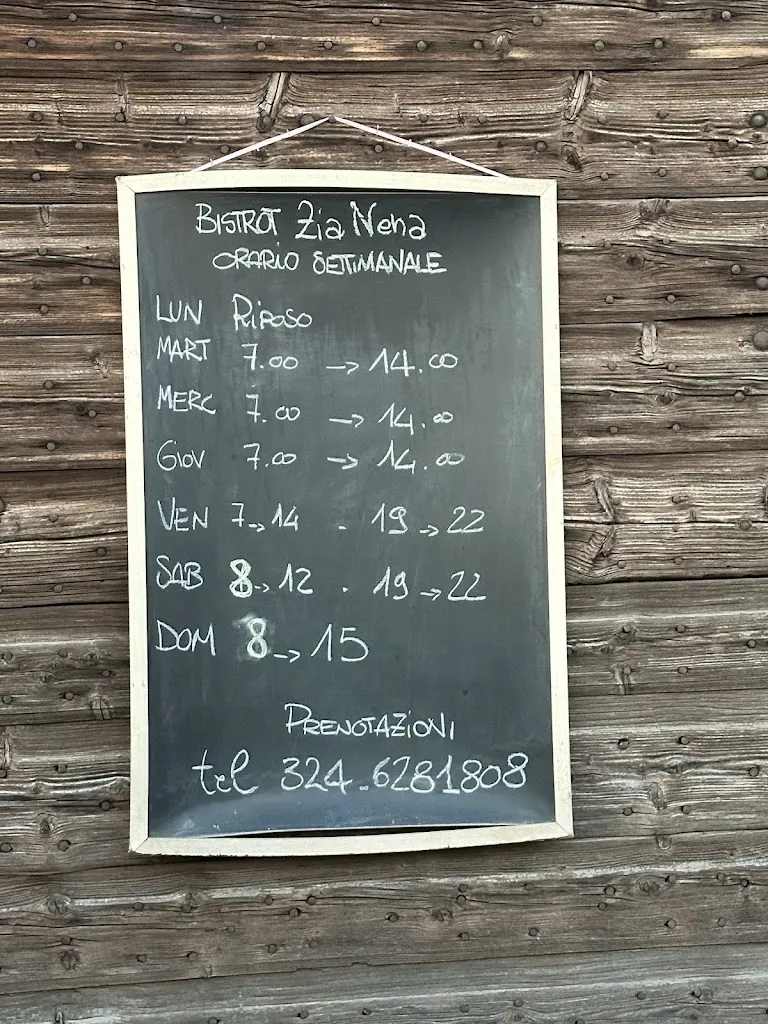 BISTROT Zia Nena
ORARIO SETTIMANALE
LUN Riposo
MART 7.00 → 14.00
MERC 7.00 → 14.00
Giov 7.00 → 14.00
VEN 7→14 - 19→22
SAB 8→12 . 19→22
DOM 8→15
PRENOTAZIONI
tel 324.6281808